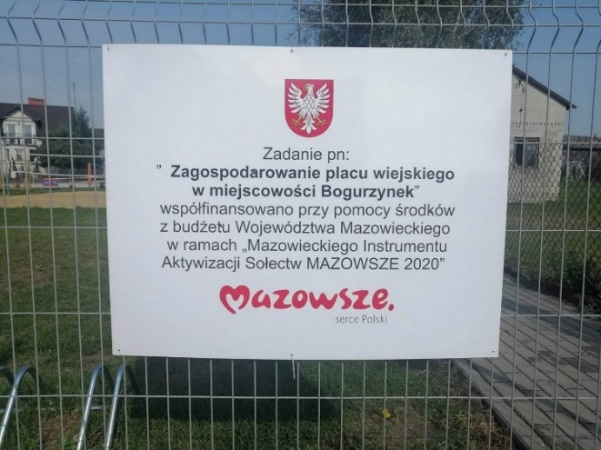 Zadanie pn:
” Zagospodarowanie placu wiejskiego
w miejscowości Bogurzynek”
współfinansowano przy pomocy środków
z budżetu Województwa Mazowieckiego
w ramach „Mazowieckiego Instrumentu
Aktywizacji Sołectw MAZOWSZE 2020”
Mazowsze.
serce Polski